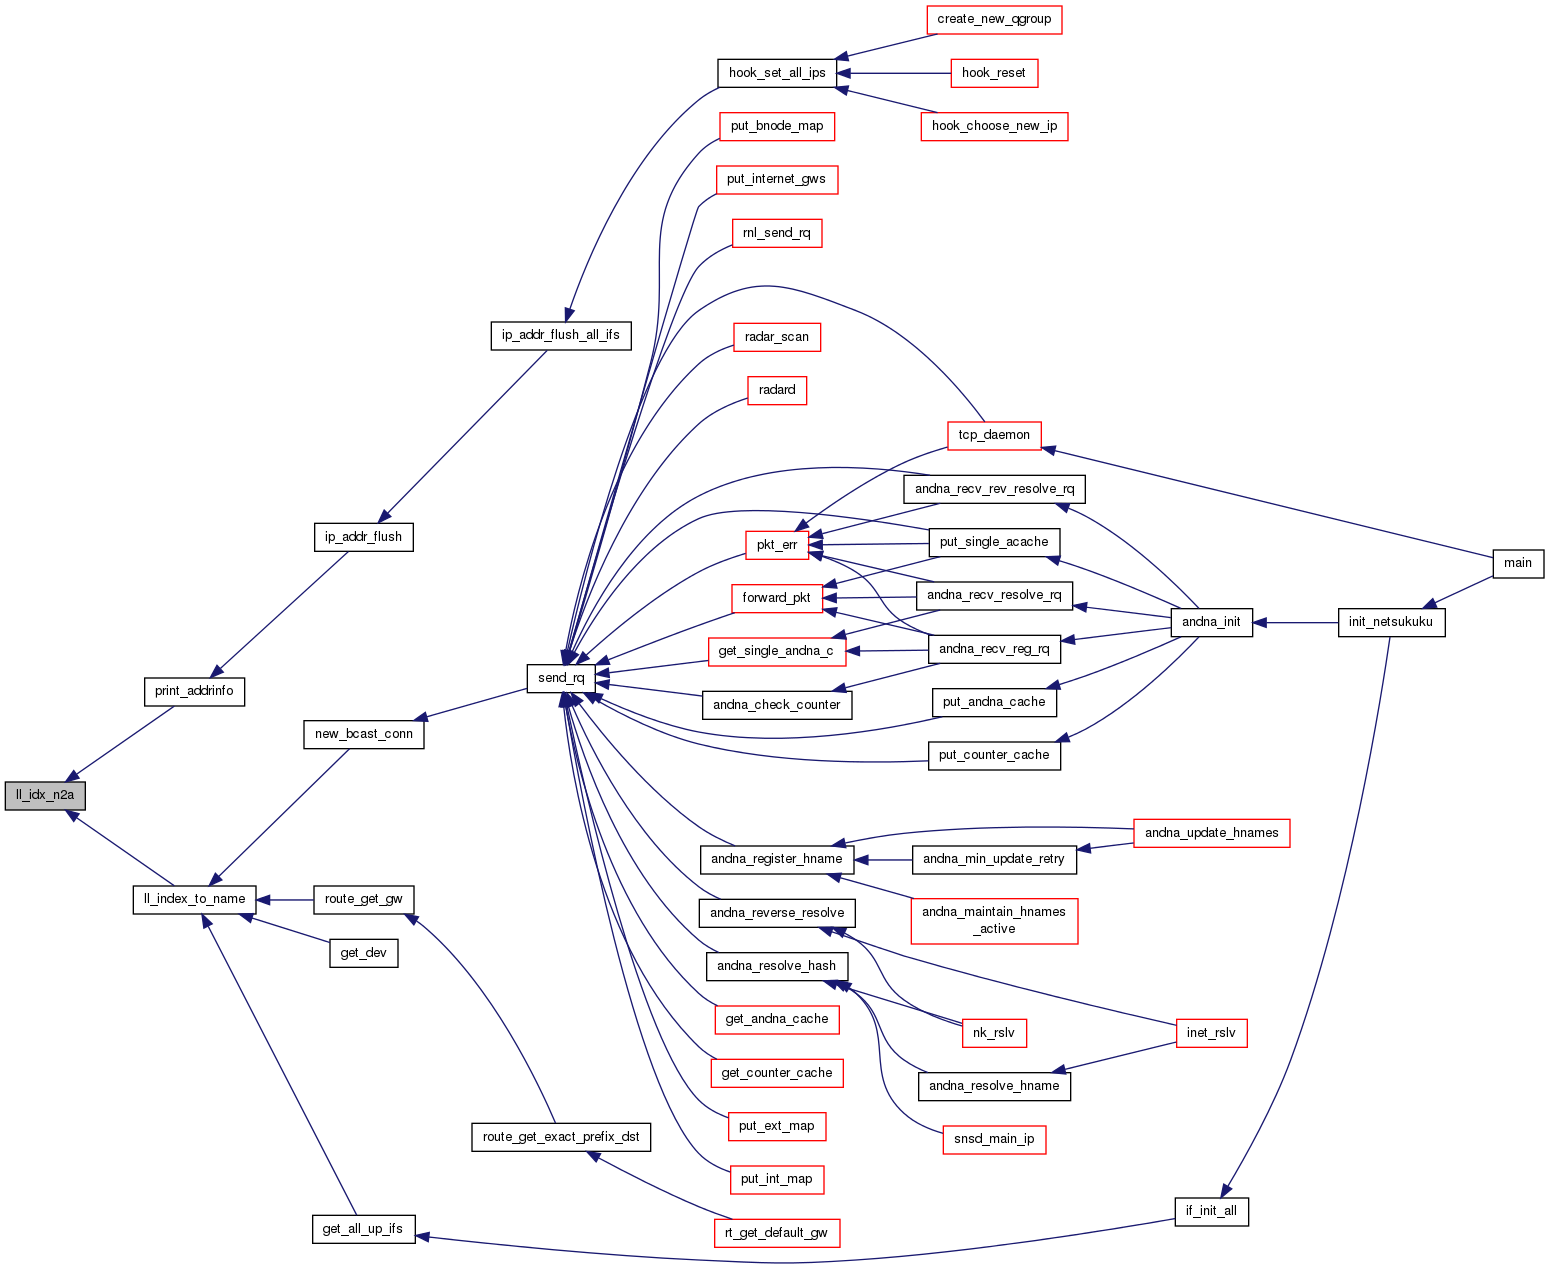 create_new_qgroup
hook_set_all_ips
hook_reset
hook_choose_new_ip
put_bnode_map
put_internet_gws
rnl_send_rq
ip_addr_flush_all_ifs
radar_scan
radard
tcp_daemon
andna_recv_rev_resolve_rq
ip_addr_flush
pkt_err
put_single_acache
main
forward_pkt
andna_recv_resolve_rq
andna_init
init_netsukuku
get_single_andna_c
andna_recv_reg_rq
send_rq
print_addrinfo
andna_check_counter
put_andna_cache
new_bcast_conn
put_counter_cache
ll_idx_n2a
andna_update_hnames
andna_register_hname
andna_min_update_retry
ll_index_to_name
route_get_gw
andna_reverse_resolve
andna_maintain_hnames
_active
get_dev
andna_resolve_hash
get_andna_cache
nk_rslv
inet_rslv
get_counter_cache
andna_resolve_hname
put_ext_map
route_get_exact_prefix_dst
snsd_main_ip
put_int_map
get_all_up_ifs
rt_get_default_gw
if_init_all